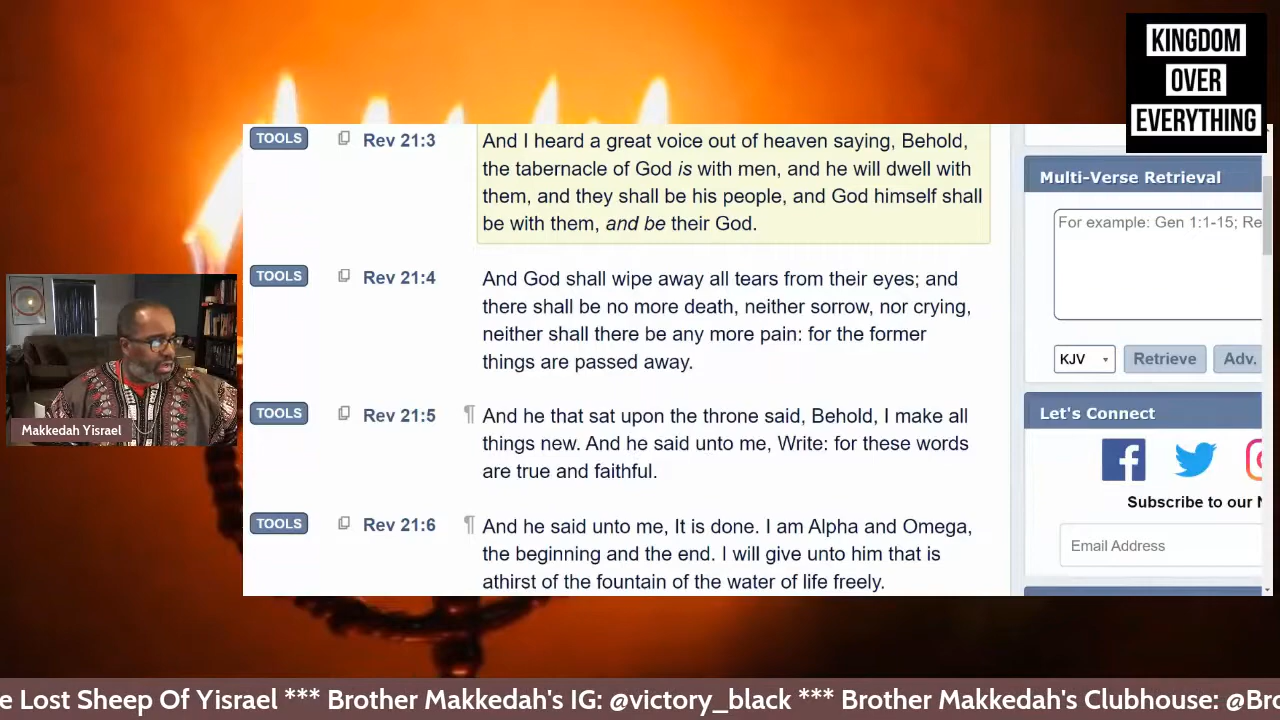 KINGDOM
OVER
EVERYTHING
TOOLS
Rev 21:3
And I heard a great voice out of heaven saying, Behold,
the tabernacle of God is with men, and he will dwell with
them, and they shall be his people, and God himself shall
be with them, and be their God.
TOOLS
Rev 21:4
And God shall wipe away all tears from their eyes; and
there shall be no more death, neither sorrow, nor crying,
neither shall there be any more pain: for the former
things are passed away.
TOOLS
Rev 21:5
¶ And he that sat upon the throne said, Behold, I make all
things new. And he said unto me, Write: for these words
are true and faithful.
TOOLS
Rev 21:6
¶ And he said unto me, It is done. I am Alpha and Omega,
the beginning and the end. I will give unto him that is
athirst of the fountain of the water of life freely.
Multi-Verse Retrieval
For example: Gen 1:1-15; Re
KJV
Retrieve
Adv.
Let's Connect
Subscribe to our N
Email Address
Makkedah Yisrael
e Lost Sheep Of Yisrael *** Brother Makkedah's IG: @victory_black *** Brother Makkedah's Clubhouse: @Bro